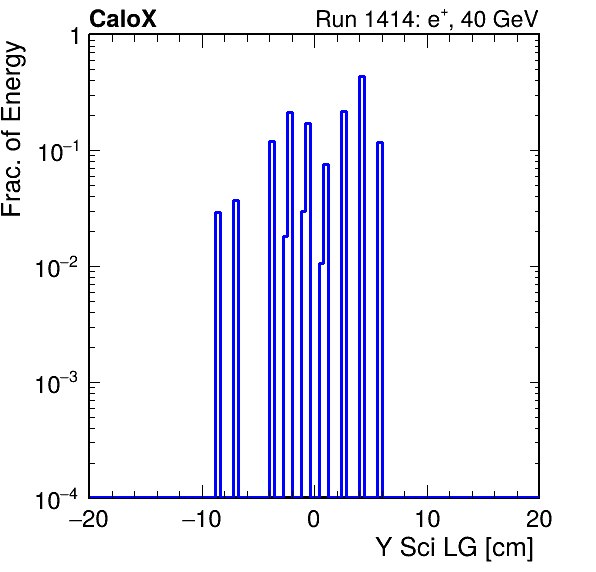 CaloX Run 1414: e⁺, 40 GeV
Frac. of Energy
1
10⁻¹
10⁻²
10⁻³
10⁻⁴
−20 −10 0 10 20
Y Sci LG [cm]